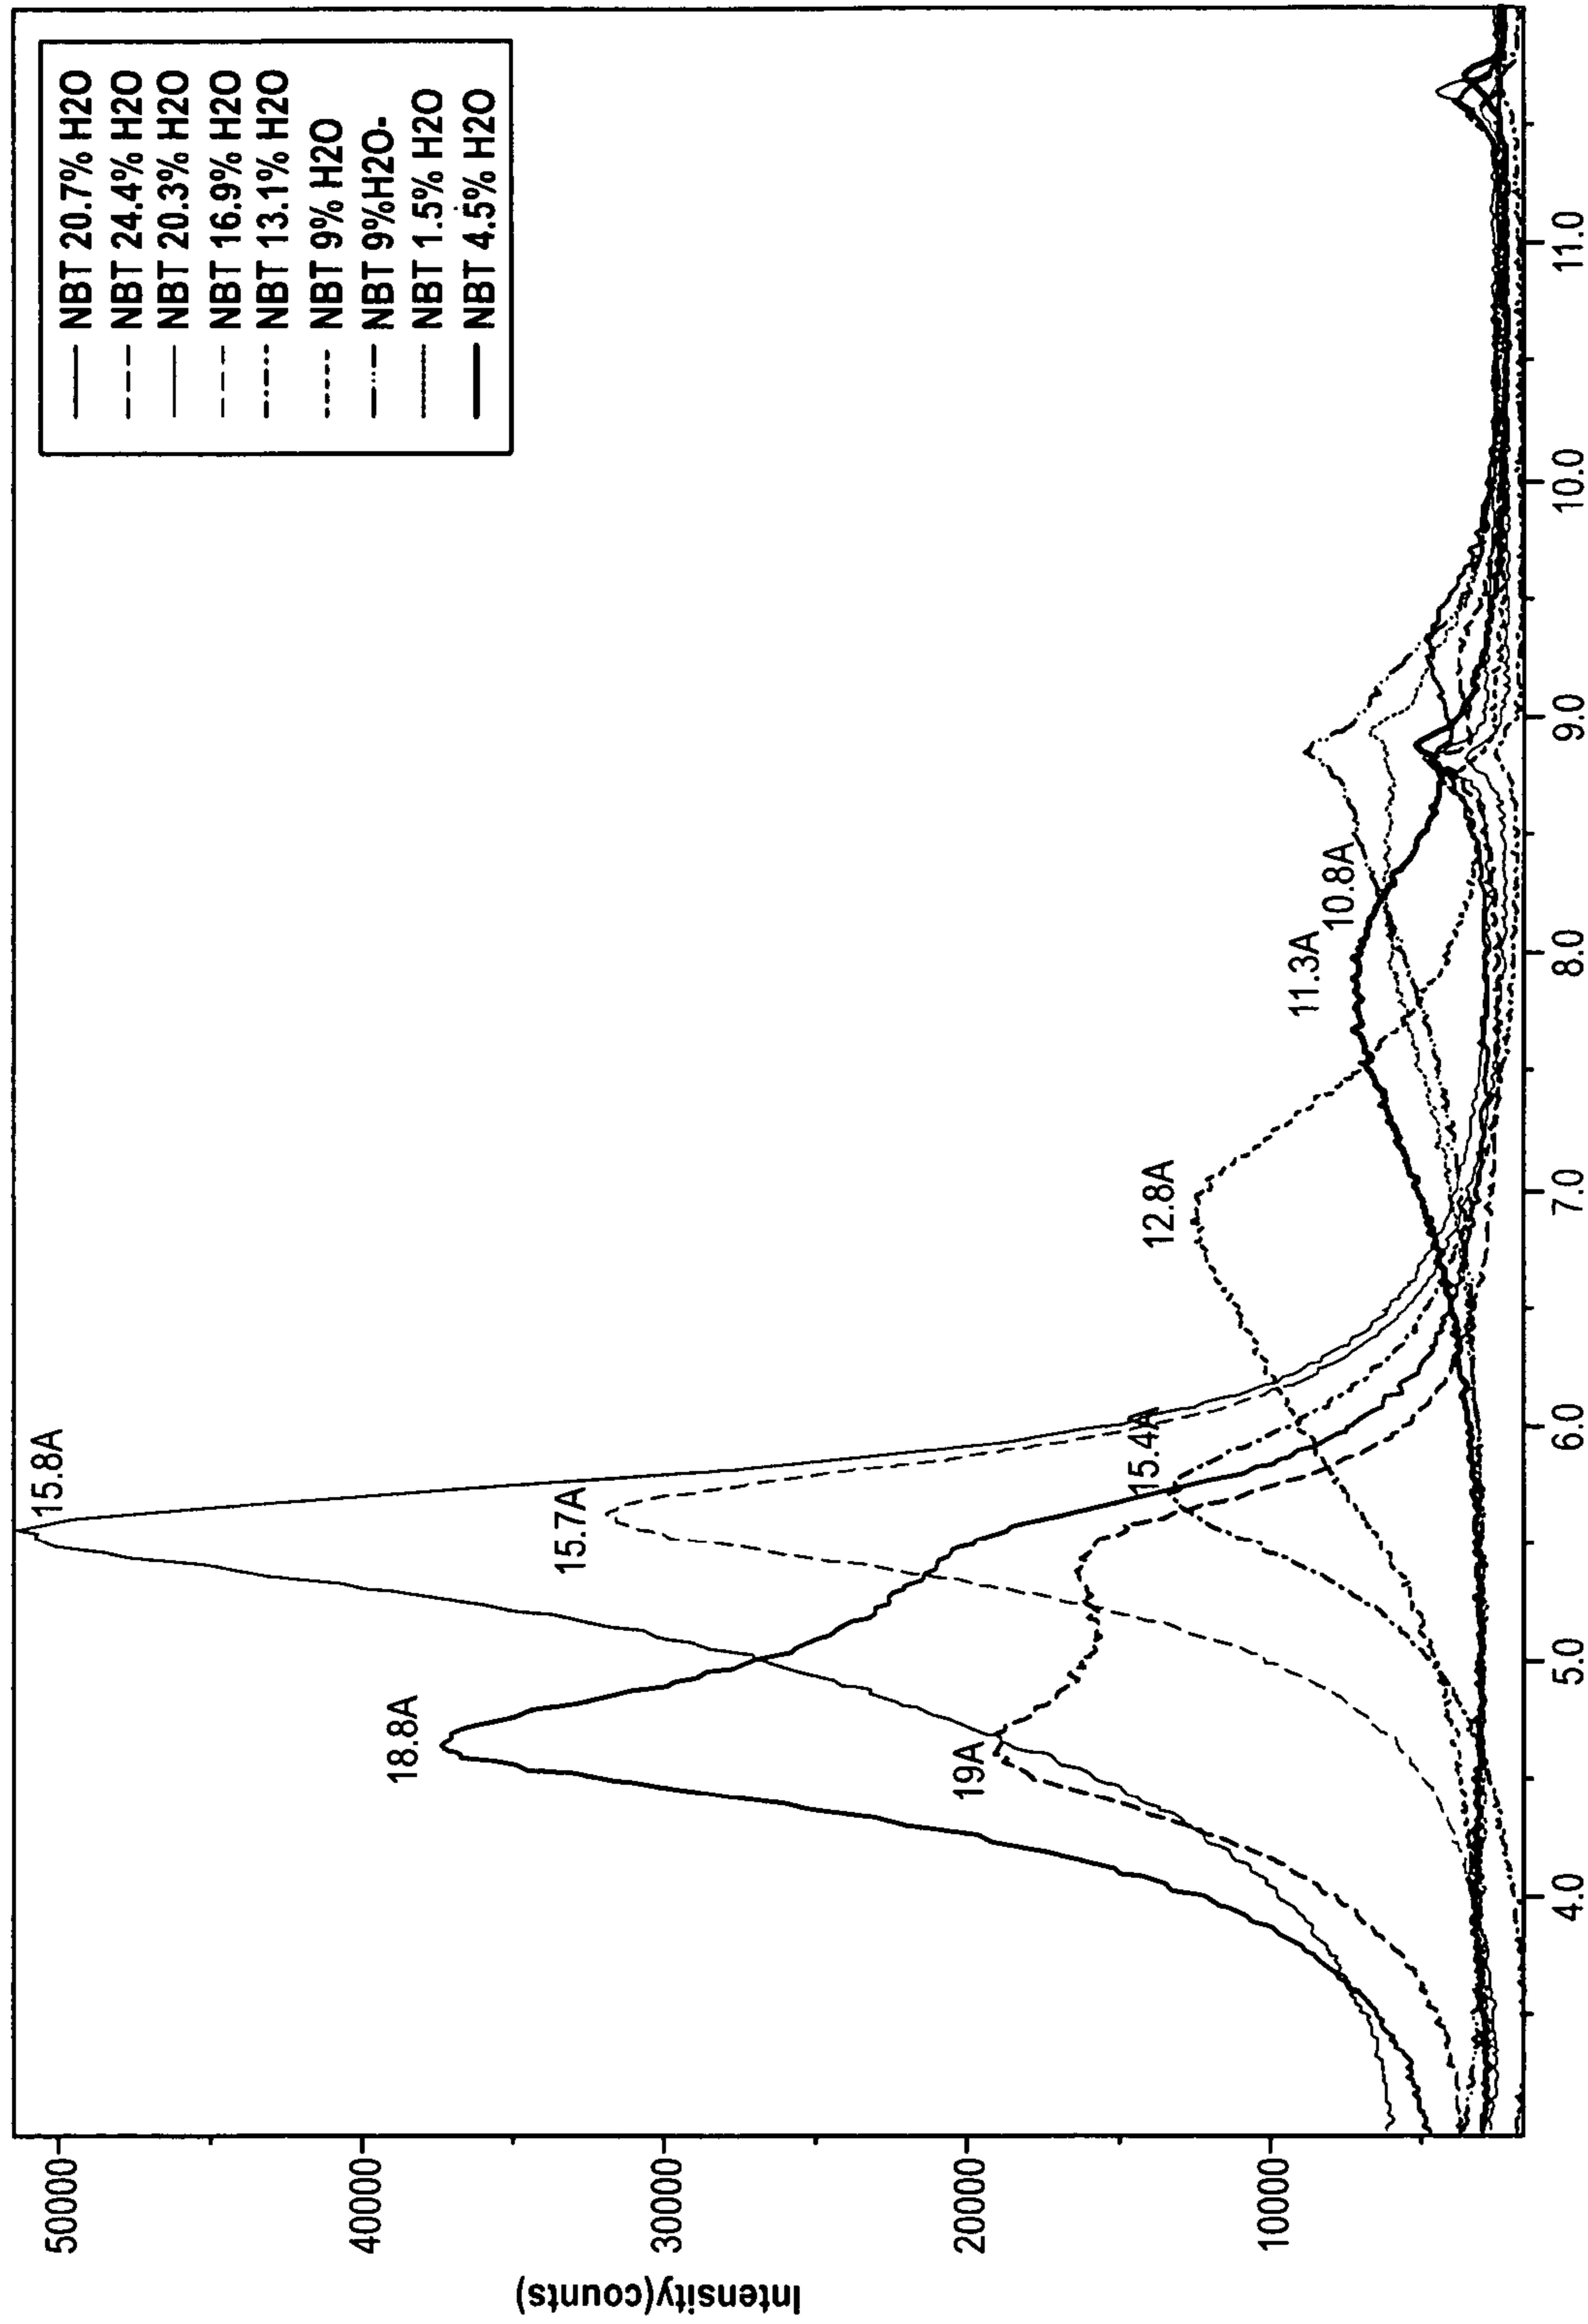 NBT 20.7% H2O
NBT 24.4% H2O
NBT 20.3% H2O
NBT 16.9% H2O
NBT 13.1% H2O
NBT 9% H2O
NBT 9%H2O-
NBT 1.5% H2O
NBT 4.5% H2O
15.8A
15.7A
18.8A
19A
15.4A
12.8A
11.3A
10.8A
Intensity(counts)
50000
40000
30000
20000
10000
4.0
5.0
6.0
7.0
8.0
9.0
10.0
11.0